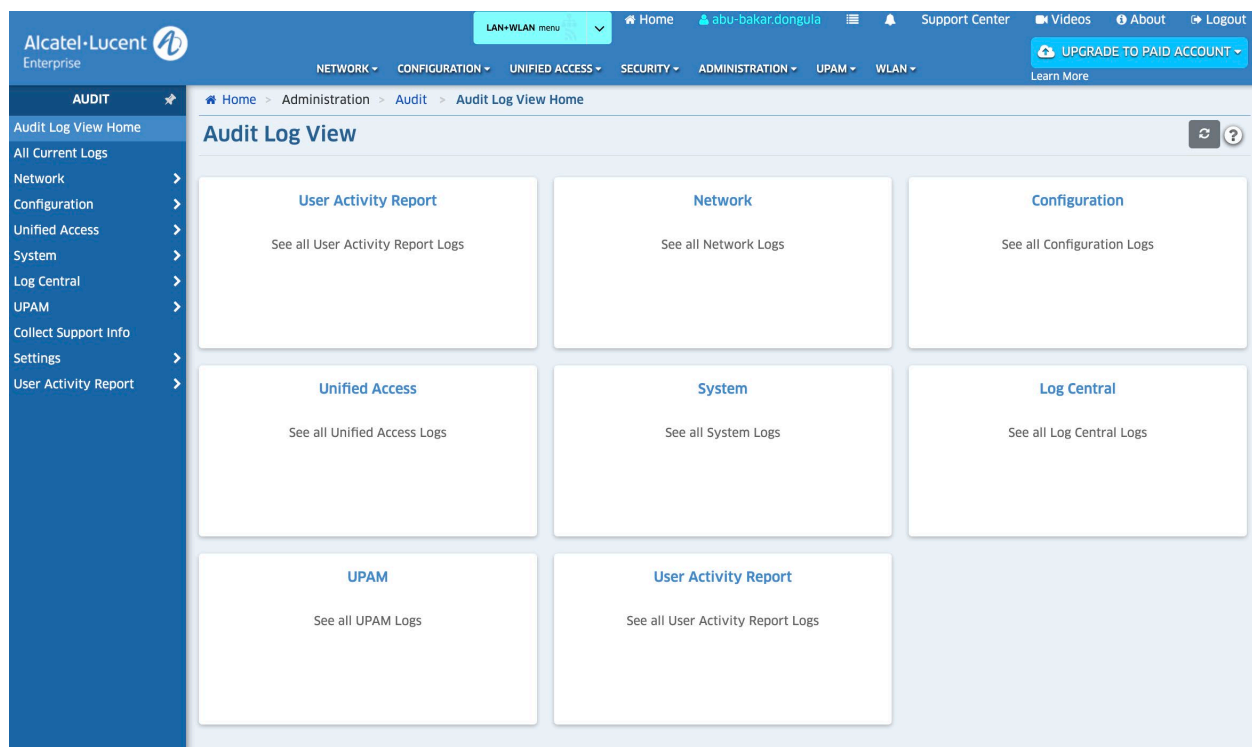 Alcatel·Lucent
Enterprise
LAN+WLAN menu
Home
abu-bakar.dongula
Support Center
Videos
About
Logout
UPGRADE TO PAID ACCOUNT
Learn More
NETWORK
CONFIGURATION
UNIFIED ACCESS
SECURITY
ADMINISTRATION
UPAM
WLAN
AUDIT
Audit Log View Home
All Current Logs
Network
Configuration
Unified Access
System
Log Central
UPAM
Collect Support Info
Settings
User Activity Report
Home > Administration > Audit > Audit Log View Home
Audit Log View
?
User Activity Report
See all User Activity Report Logs
Network
See all Network Logs
Configuration
See all Configuration Logs
Unified Access
See all Unified Access Logs
System
See all System Logs
Log Central
See all Log Central Logs
UPAM
See all UPAM Logs
User Activity Report
See all User Activity Report Logs